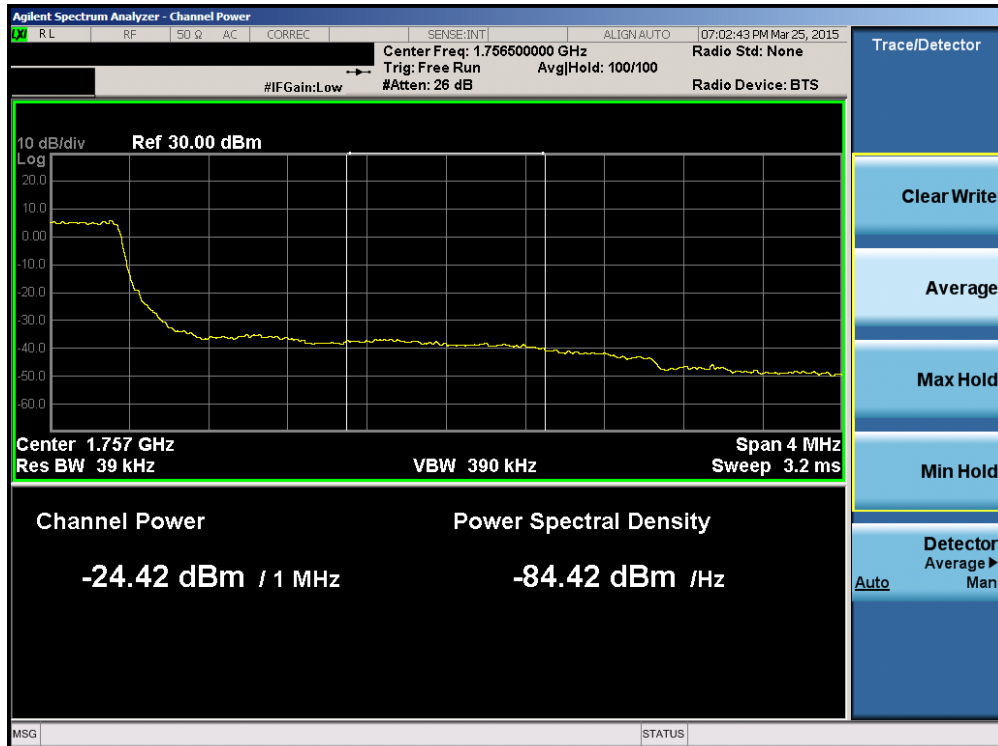 Agilent Spectrum Analyzer - Channel Power
LXI RL RF 50 Ω AC CORREC SENSE:INT ALIGN AUTO 07:02:43 PM Mar 25, 2015
Center Freq: 1.756500000 GHz Radio Std: None
Trig: Free Run Avg|Hold: 100/100
#IFGain:Low #Atten: 26 dB Radio Device: BTS
Trace/Detector
10 dB/div Ref 30.00 dBm
Log
20.0
10.0
0.00
-10.0
-20.0
-30.0
-40.0
-50.0
-60.0
Center 1.757 GHz Span 4 MHz
Res BW 39 kHz VBW 390 kHz Sweep 3.2 ms
Channel Power Power Spectral Density
-24.42 dBm / 1 MHz -84.42 dBm /Hz
Clear Write
Average
Max Hold
Min Hold
Detector
Average
Auto Man
MSG STATUS